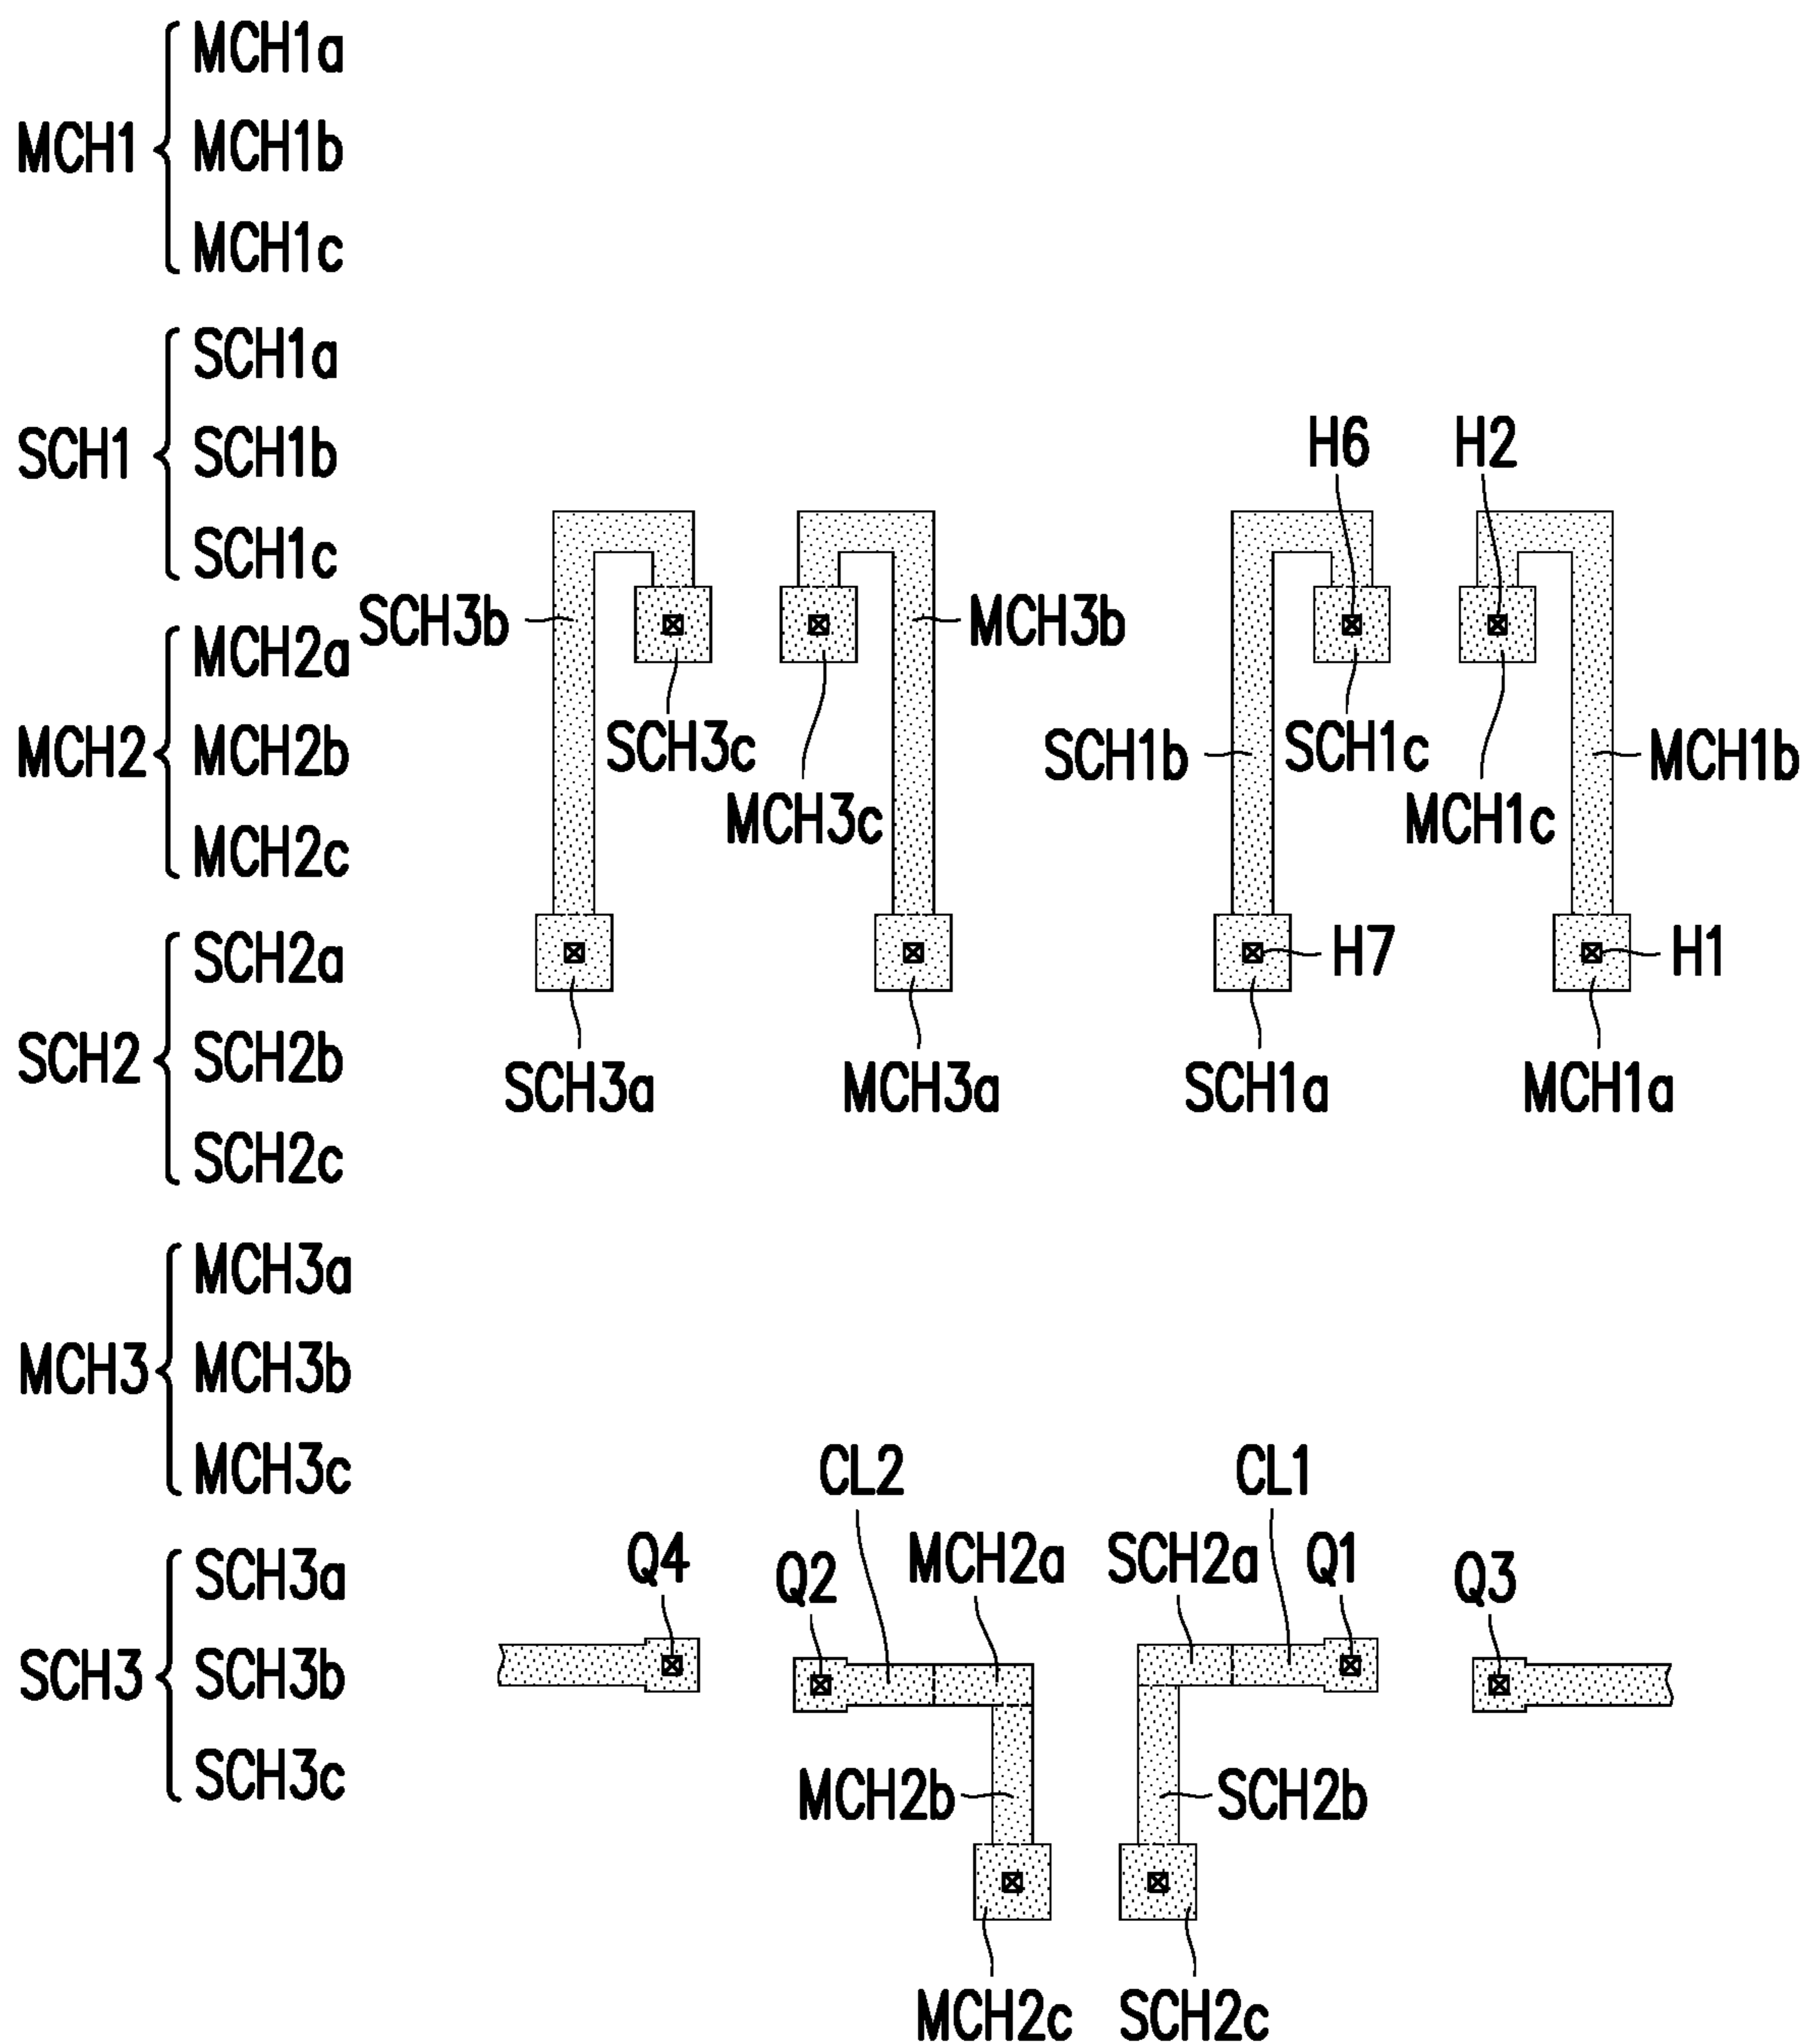 MCH1
MCH1a
MCH1b
MCH1c
SCH1
SCH1a
SCH1b
SCH1c
MCH2
MCH2a
MCH2b
MCH2c
SCH2
SCH2a
SCH2b
SCH2c
MCH3
MCH3a
MCH3b
MCH3c
SCH3
SCH3a
SCH3b
SCH3c
H6
H2
SCH3b
MCH3b
SCH3c
SCH1b
SCH1c
MCH1b
MCH3c
MCH1c
H7
H1
SCH3a
MCH3a
SCH1a
MCH1a
CL2
CL1
Q4
Q2
MCH2a
SCH2a
Q1
Q3
MCH2b
SCH2b
MCH2c
SCH2c